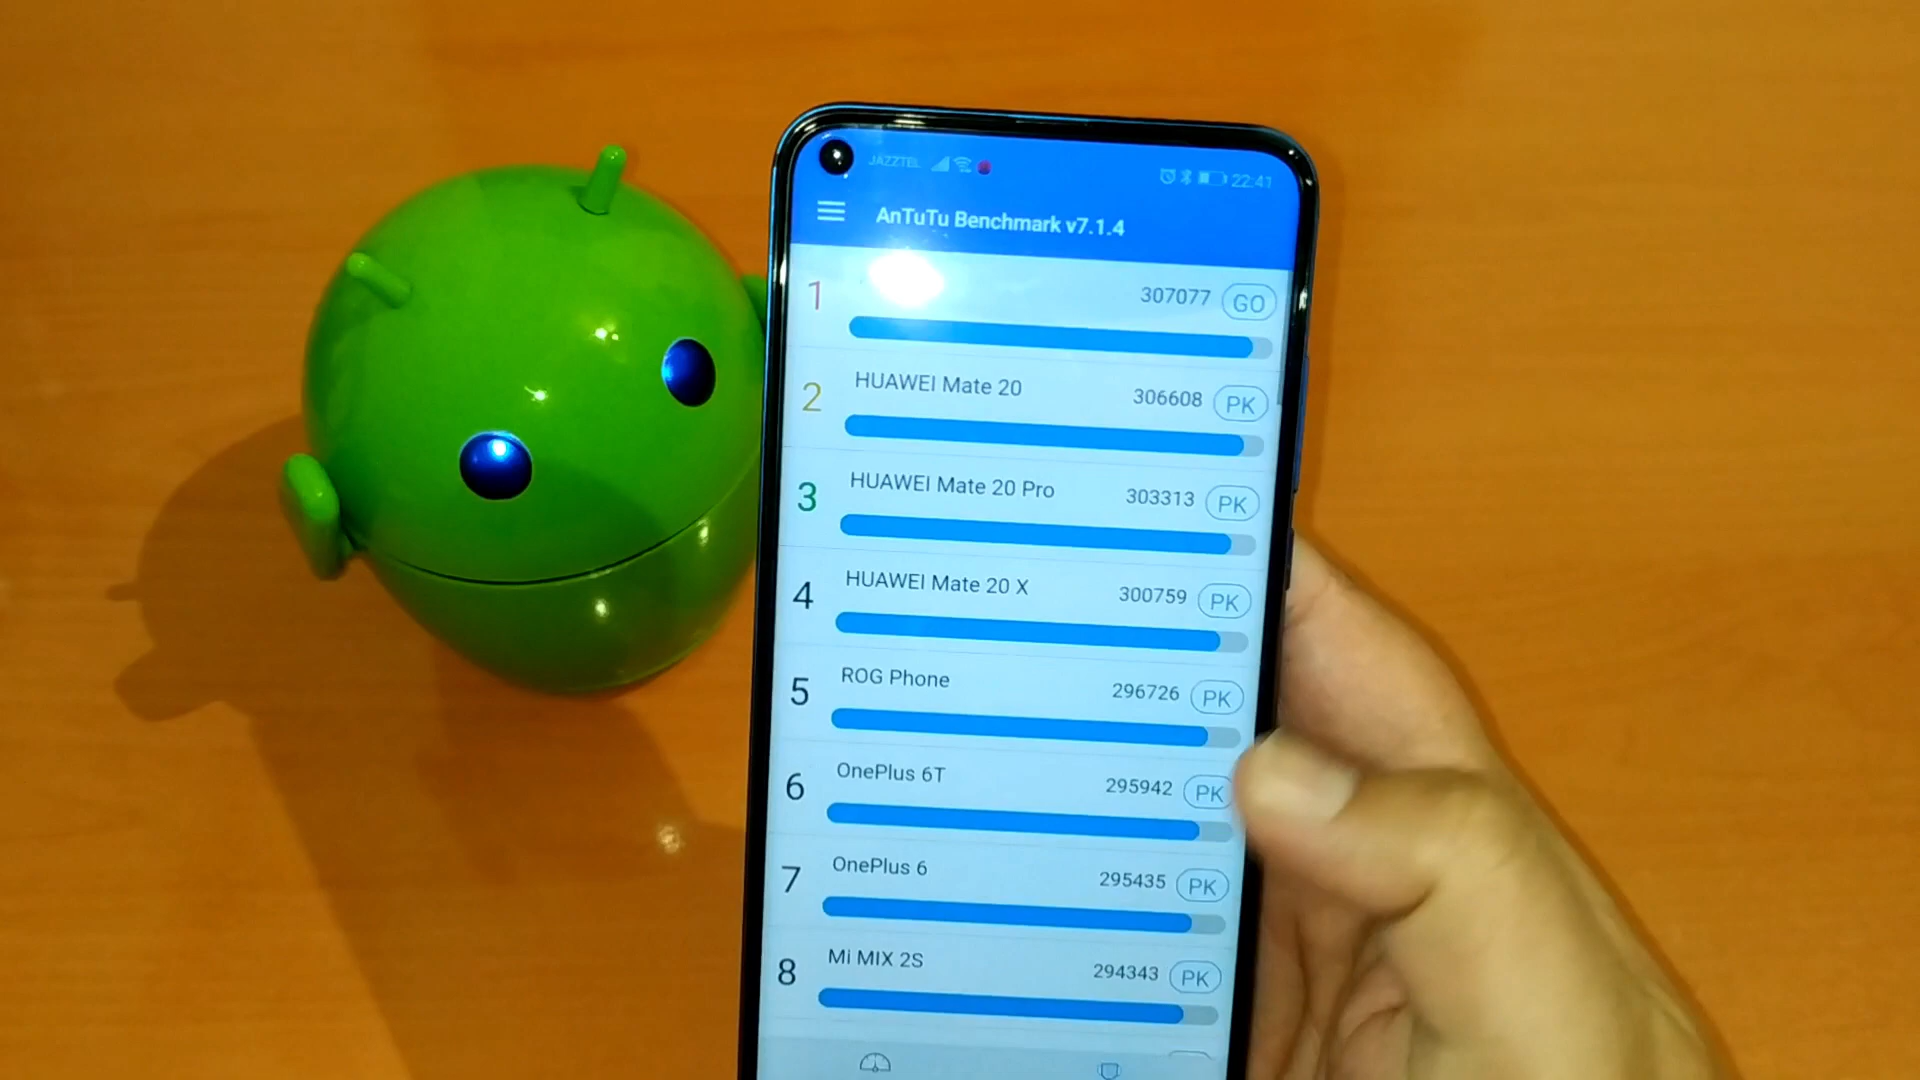 JAZZTEL 22:41
AnTuTu Benchmark v7.1.4
1 307077 GO
2 HUAWEI Mate 20 306608 PK
3 HUAWEI Mate 20 Pro 303313 PK
4 HUAWEI Mate 20 X 300759 PK
5 ROG Phone 296726 PK
6 OnePlus 6T 295942 PK
7 OnePlus 6 295435 PK
8 Mi MIX 2S 294343 PK